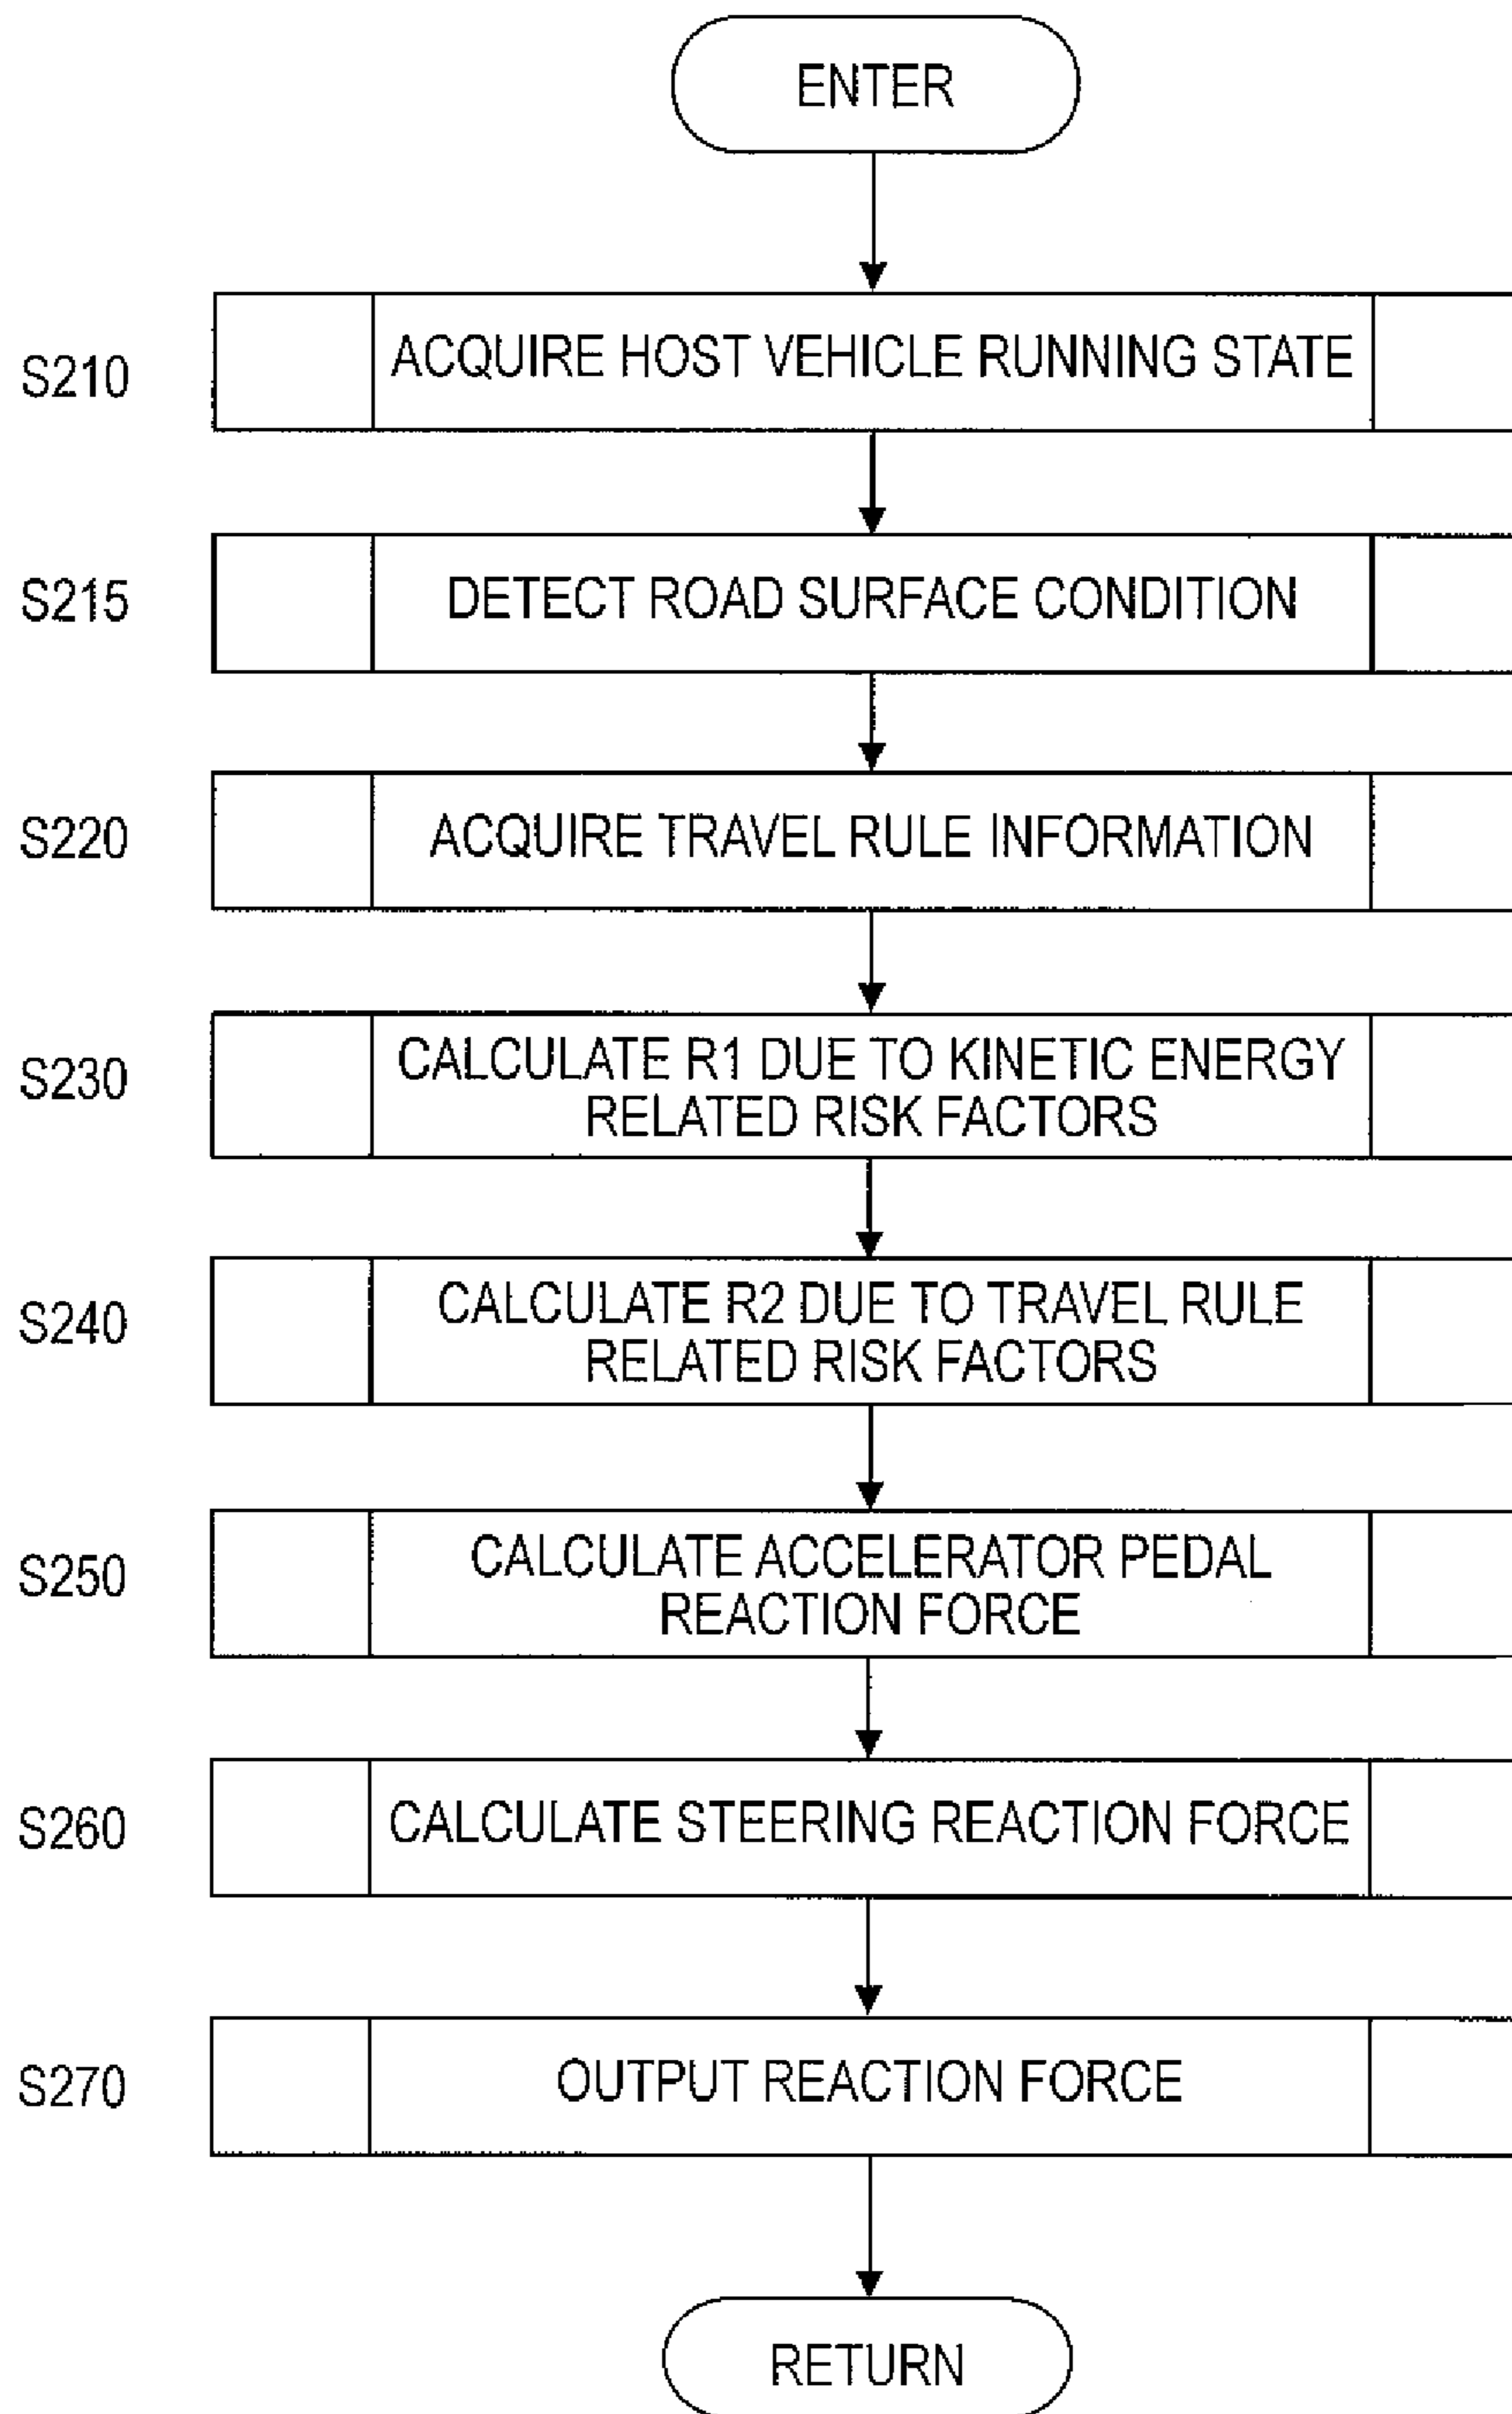 ENTER
S210
ACQUIRE HOST VEHICLE RUNNING STATE
S215
DETECT ROAD SURFACE CONDITION
S220
ACQUIRE TRAVEL RULE INFORMATION
S230
CALCULATE R1 DUE TO KINETIC ENERGY
RELATED RISK FACTORS
S240
CALCULATE R2 DUE TO TRAVEL RULE
RELATED RISK FACTORS
S250
CALCULATE ACCELERATOR PEDAL
REACTION FORCE
S260
CALCULATE STEERING REACTION FORCE
S270
OUTPUT REACTION FORCE
RETURN